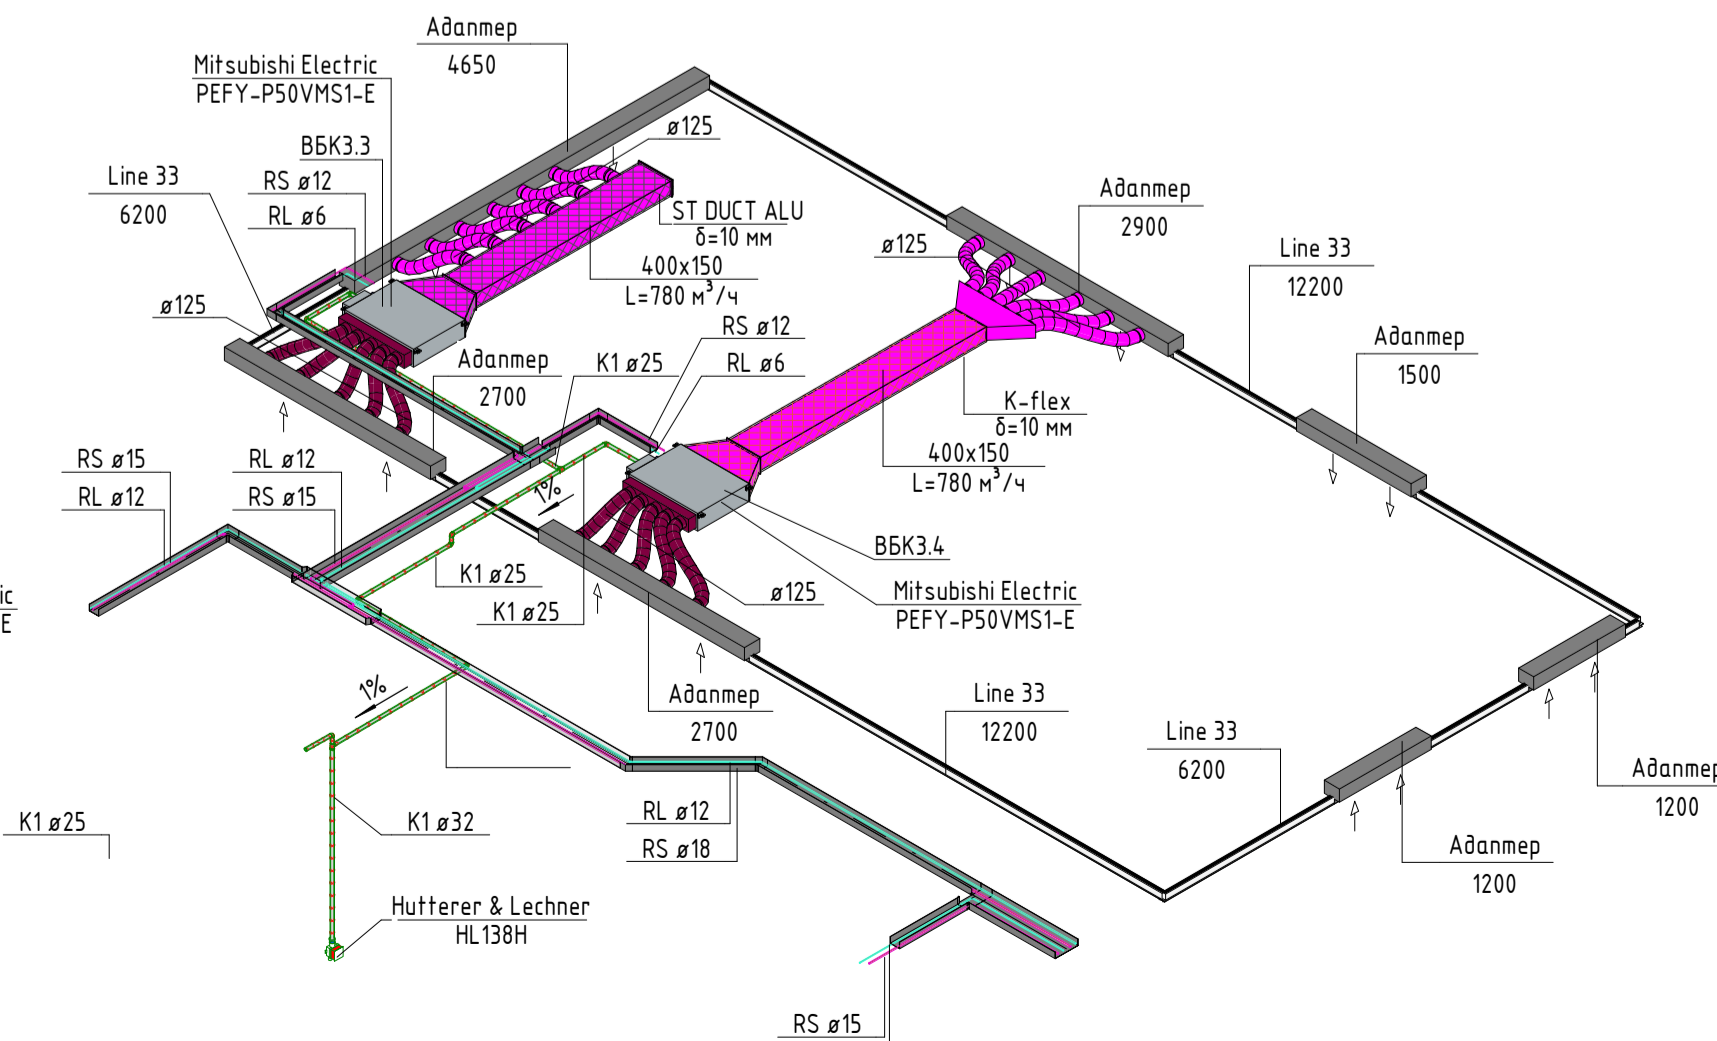 Адаптер
4650
Mitsubishi Electric
PEFY-P50VMS1-E
ø125
ВБК3.3
Line 33
6200
RS ø12
RL ø6
ST DUCT ALU
δ=10 мм
400x150
L=780 м³/ч
Адаптер
2900
ø125
Line 33
12200
ø125
RS ø12
Адаптер
2700
K1 ø25
RL ø6
Адаптер
1500
K-flex
δ=10 мм
400x150
L=780 м³/ч
RS ø15
RL ø12
RL ø12
RS ø15
1%
ВБК3.4
K1 ø25
K1 ø25
ø125
Mitsubishi Electric
PEFY-P50VMS1-E
ic
E
1%
Адаптер
2700
Line 33
12200
Line 33
6200
Адаптер
1200
K1 ø25
K1 ø32
RL ø12
RS ø18
Адаптер
1200
Hutterer & Lechner
HL138H
RS ø15